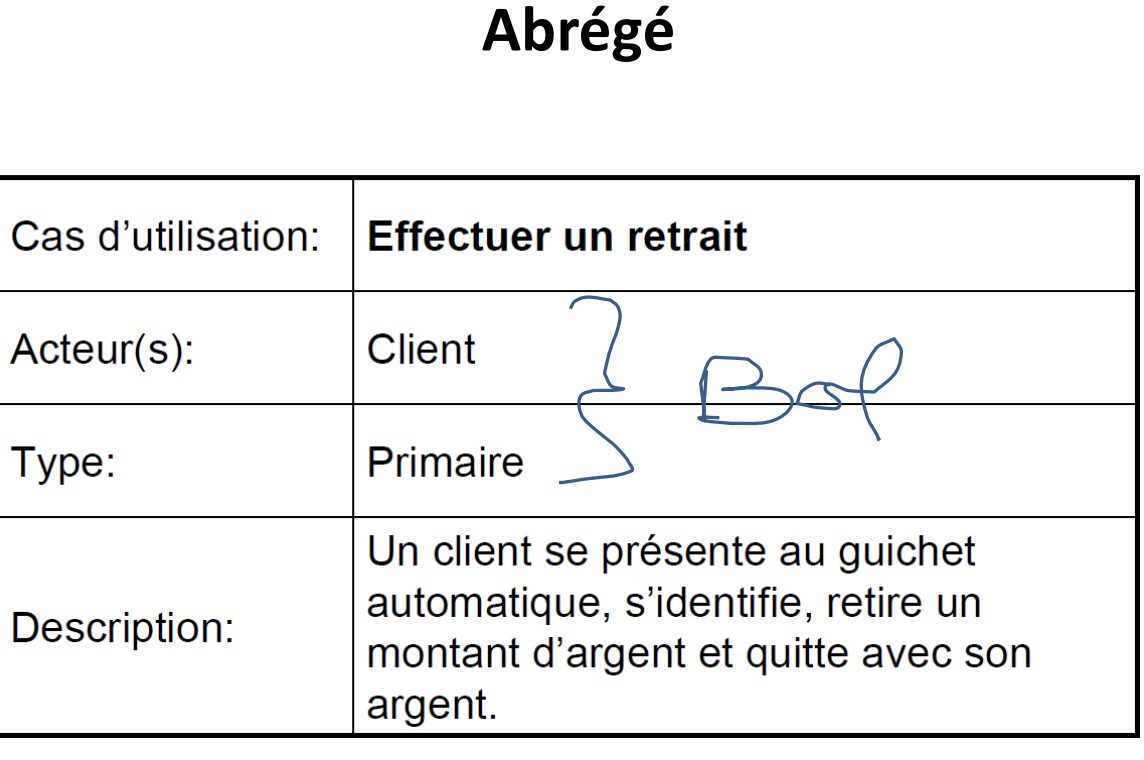 Abrégé
Cas d'utilisation: Effectuer un retrait
Acteur(s): Client
Type: Primaire
Description: Un client se présente au guichet
automatique, s'identifie, retire un
montant d'argent et quitte avec son
argent.